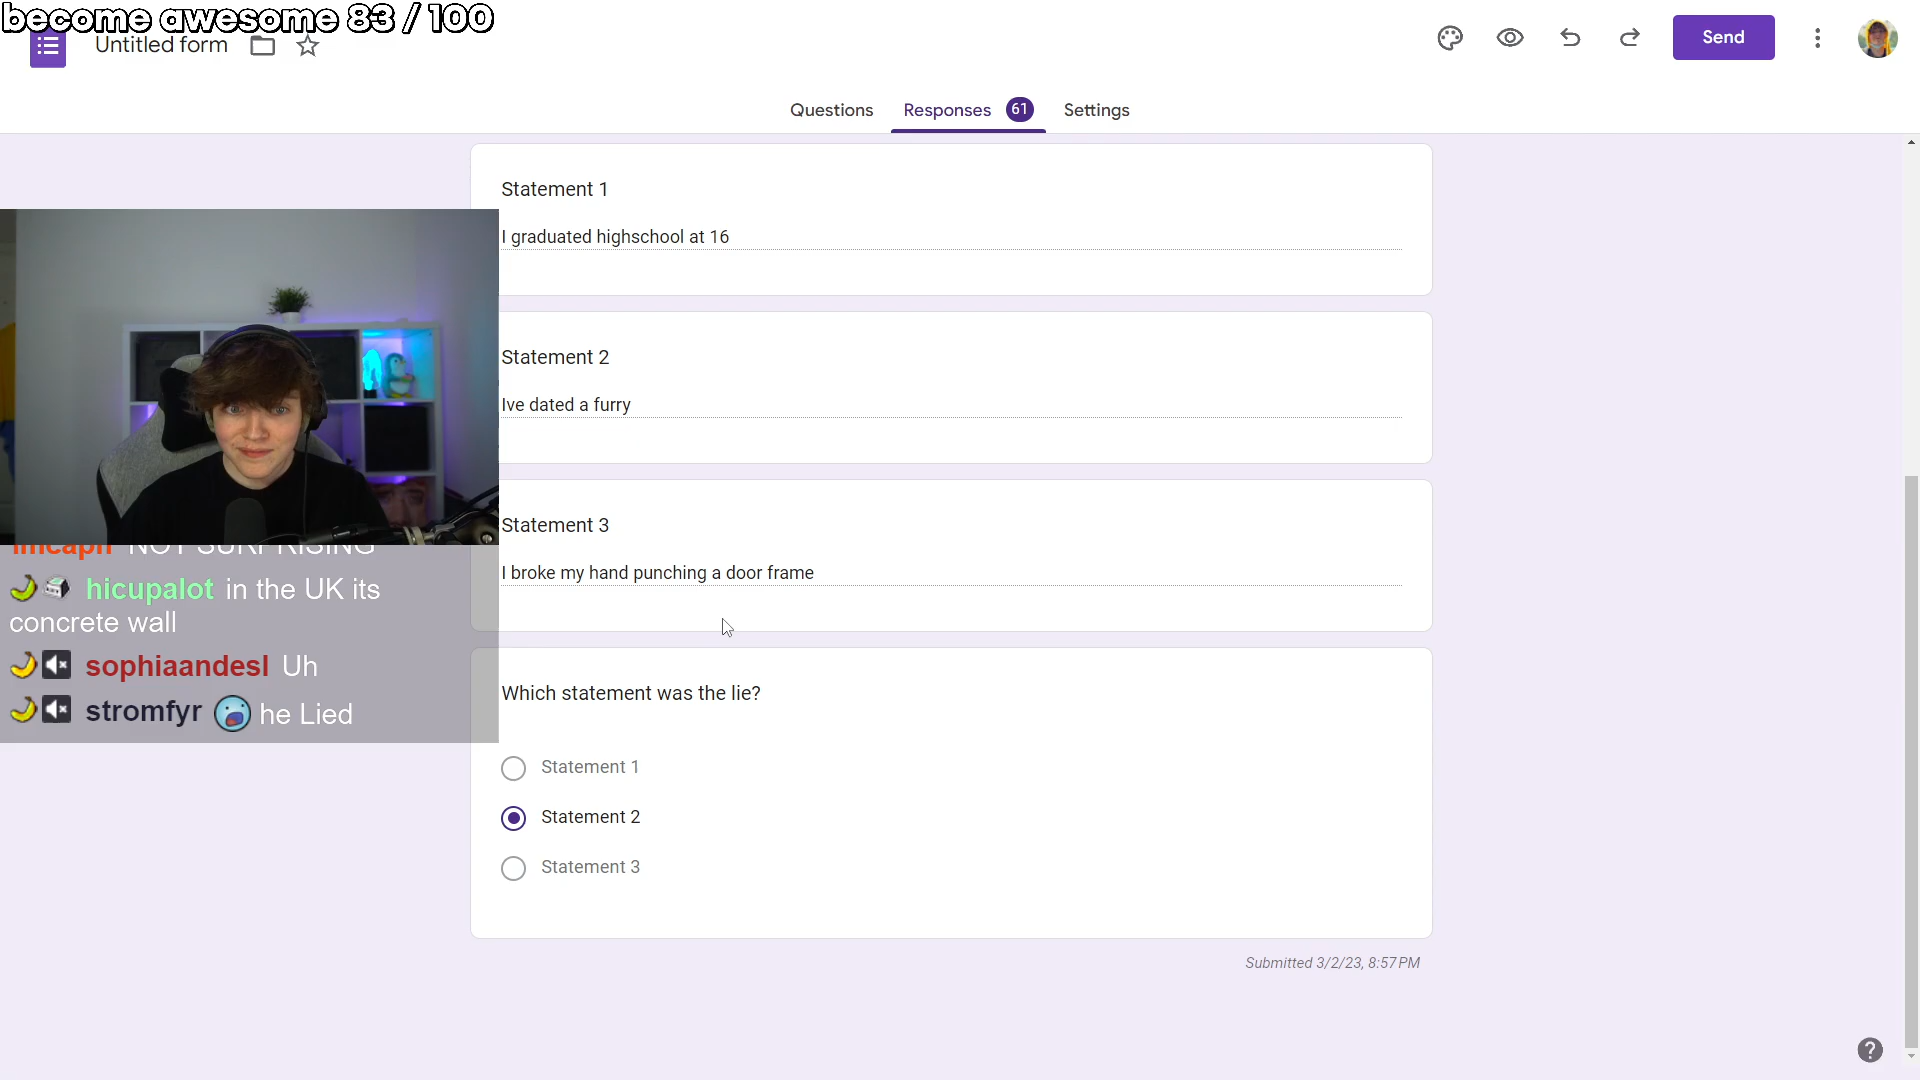 become awesome 83 / 100
Untitled form
Send
Questions
Responses 61
Settings
Statement 1
I graduated highschool at 16
Statement 2
Ive dated a furry
Statement 3
I broke my hand punching a door frame
Which statement was the lie?
Statement 1
Statement 2
Statement 3
Submitted 3/2/23, 8:57 PM
NOT SURPRISING
hicupalot in the UK its
concrete wall
sophiaandesl Uh
stromfyr he Lied